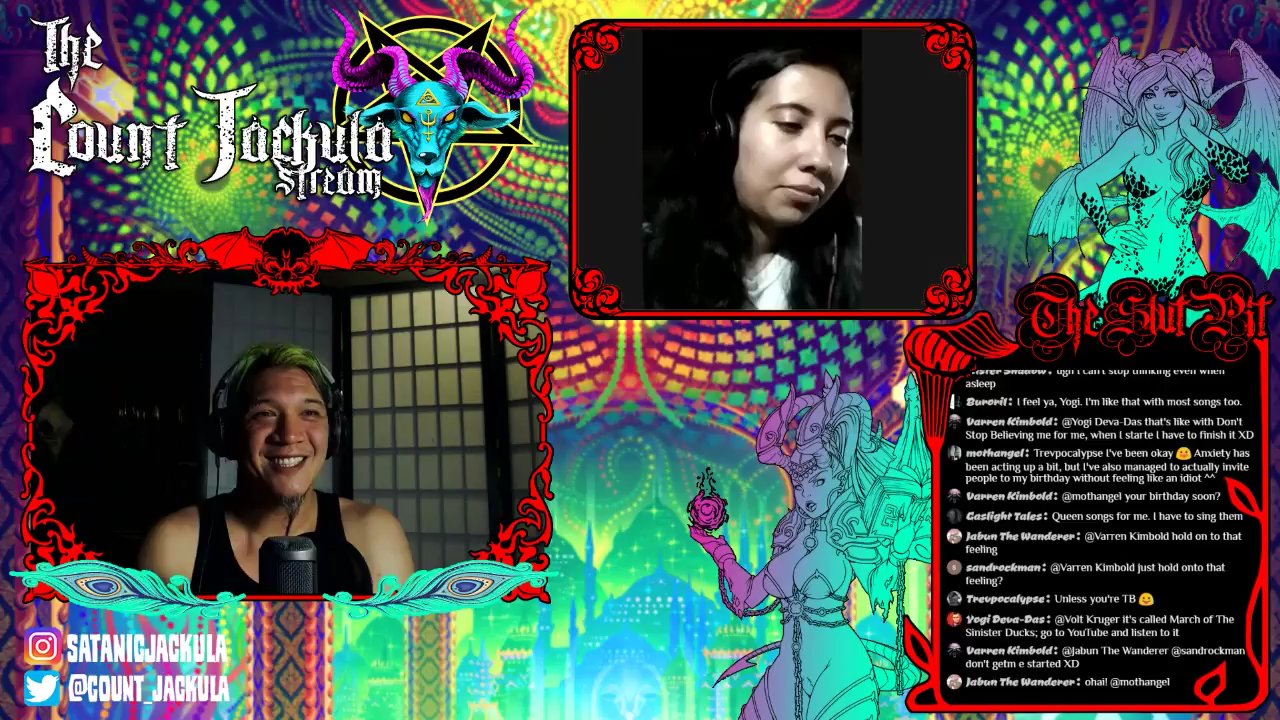 The
Count Jackula
stream
The Slut Pit
Mister Shadow: ugh I can't stop thinking even when
asleep
Buroril: I feel ya, Yogi. I'm like that with most songs too.
Varren Kimbold: @Yogi Deva-Das that's like with Don't
Stop Believing me for me, when I starte I have to finish it XD
mothangel: Trevpocalypse I've been okay 🙂 Anxiety has
been acting up a bit, but I've also managed to actually invite
people to my birthday without feeling like an idiot ^^
Varren Kimbold: @mothangel your birthday soon?
Gaslight Tales: Queen songs for me. I have to sing them
Jabun The Wanderer: @Varren Kimbold hold on to that
feeling
sandrockman: @Varren Kimbold just hold onto that
feeling?
Trevpocalypse: Unless you're TB 🙂
Yogi Deva-Das: @Volt Kruger it's called March of The
Sinister Ducks; go to YouTube and listen to it
Varren Kimbold: @Jabun The Wanderer @sandrockman
don't getm e started XD
Jabun The Wanderer: ohai! @mothangel
SATANICJACKULA
@COUNT_JACKULA